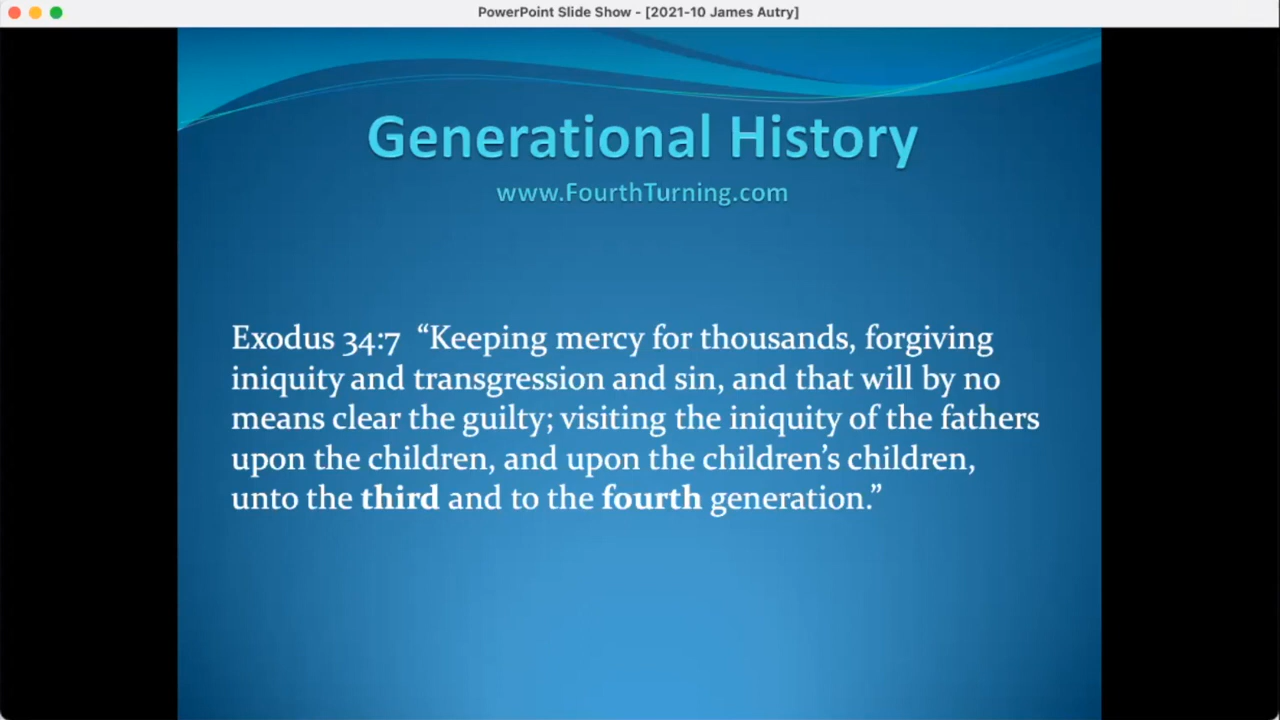 PowerPoint Slide Show - [2021-10 James Autry]
Generational History
www.FourthTurning.com
Exodus 34:7  “Keeping mercy for thousands, forgiving
iniquity and transgression and sin, and that will by no
means clear the guilty; visiting the iniquity of the fathers
upon the children, and upon the children’s children,
unto the third and to the fourth generation.”